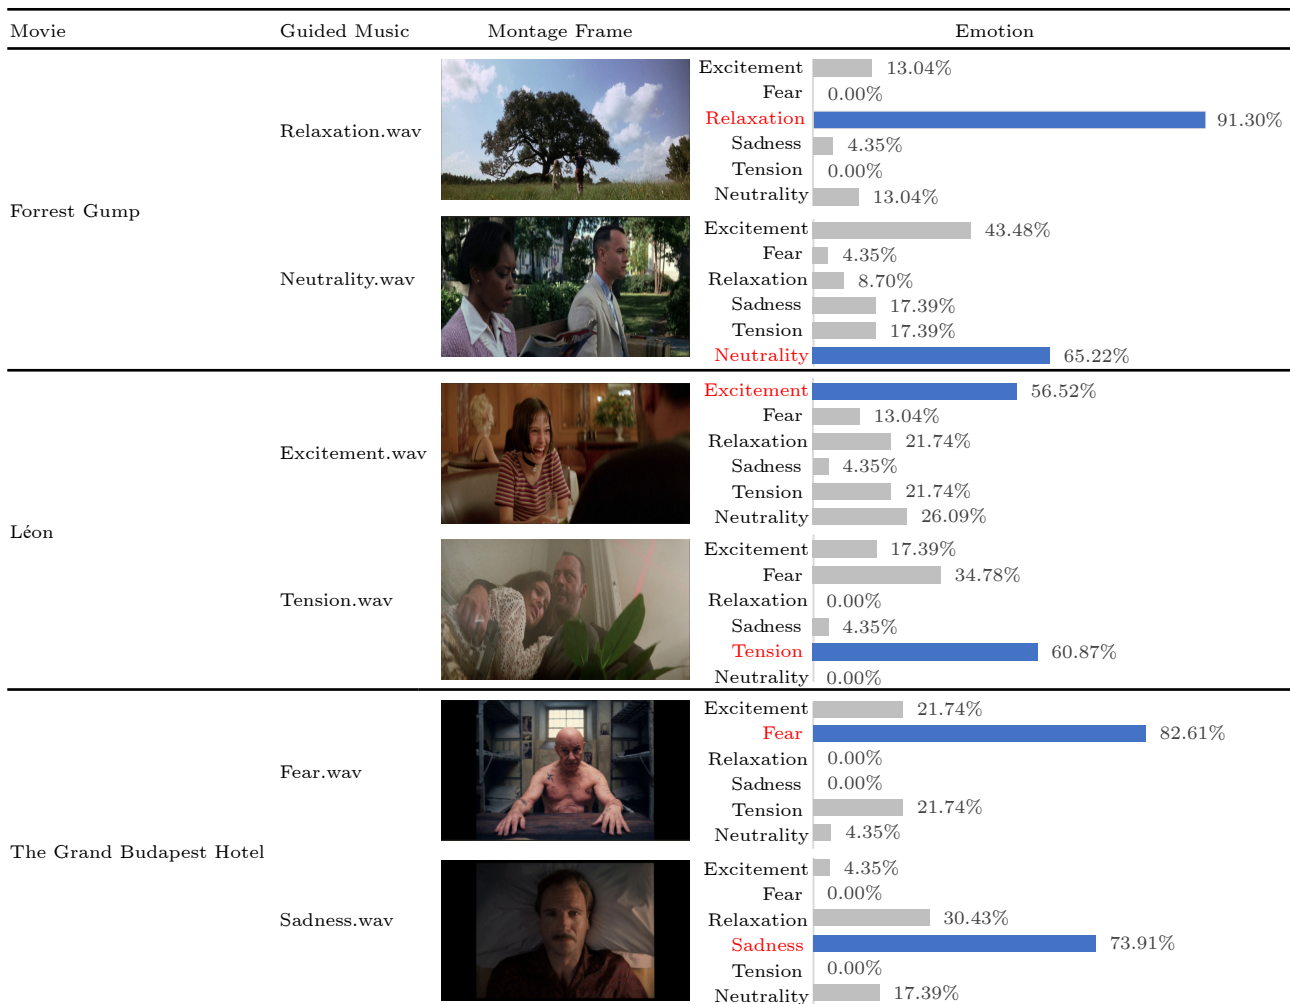 Movie Guided Music Montage Frame Emotion
Forrest Gump
Relaxation.wav
Excitement 13.04%
Fear 0.00%
Relaxation 91.30%
Sadness 4.35%
Tension 0.00%
Neutrality 13.04%
Neutrality.wav
Excitement 43.48%
Fear 4.35%
Relaxation 8.70%
Sadness 17.39%
Tension 17.39%
Neutrality 65.22%
Léon
Excitement.wav
Excitement 56.52%
Fear 13.04%
Relaxation 21.74%
Sadness 4.35%
Tension 21.74%
Neutrality 26.09%
Tension.wav
Excitement 17.39%
Fear 34.78%
Relaxation 0.00%
Sadness 4.35%
Tension 60.87%
Neutrality 0.00%
The Grand Budapest Hotel
Fear.wav
Excitement 21.74%
Fear 82.61%
Relaxation 0.00%
Sadness 0.00%
Tension 21.74%
Neutrality 4.35%
Sadness.wav
Excitement 4.35%
Fear 0.00%
Relaxation 30.43%
Sadness 73.91%
Tension 0.00%
Neutrality 17.39%